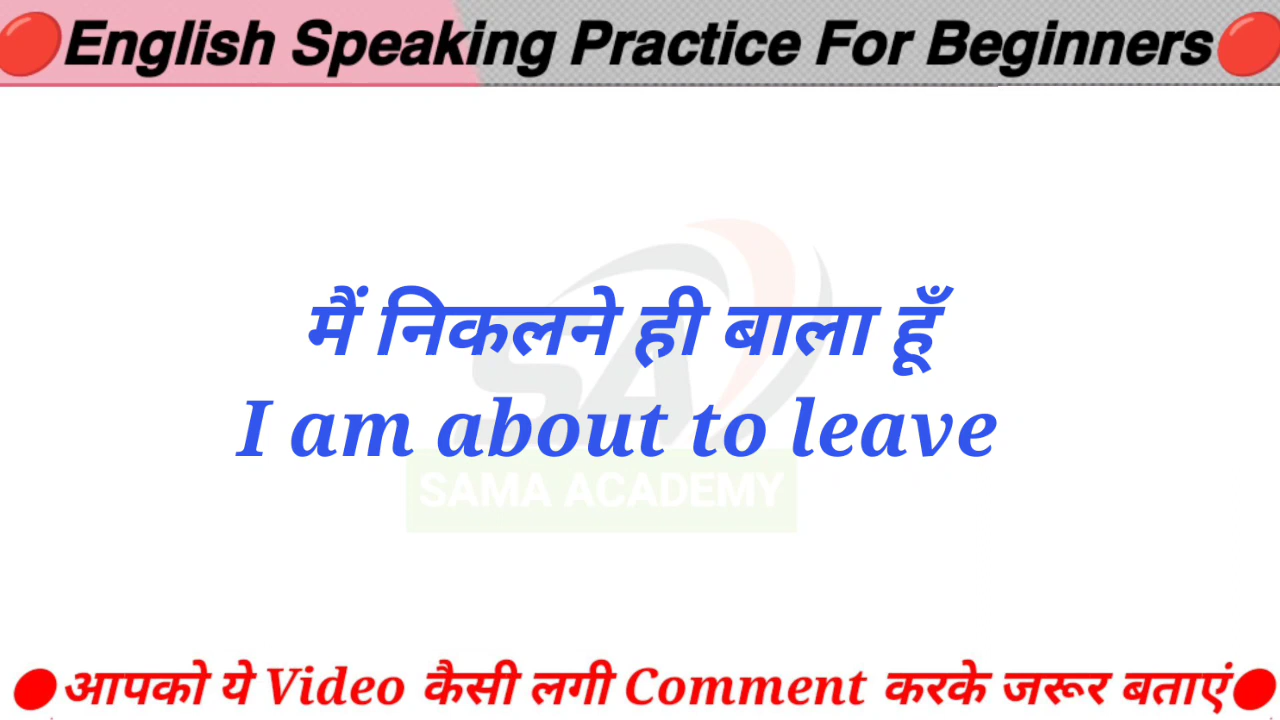 English Speaking Practice For Beginners
मैं निकलने ही बाला हूँ
I am about to leave
SAMA ACADEMY
आपको ये Video कैसी लगी Comment करके जरूर बताएं